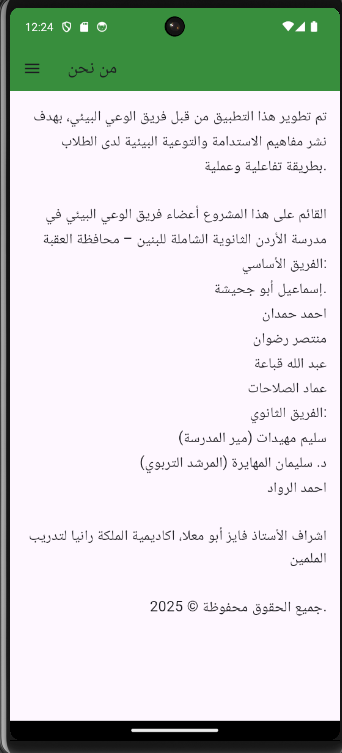 12:24
من نحن
تم تطوير هذا التطبيق من قبل فريق الوعي البيئي، بهدف
نشر مفاهيم الاستدامة والتوعية البيئية لدى الطلاب
بطريقة تفاعلية وعملية.
القائم على هذا المشروع أعضاء فريق الوعي البيئي في
مدرسة الأردن الثانوية الشاملة للبنين – محافظة العقبة
الفريق الأساسي:
إسماعيل أبو جحيشة.
احمد حمدان
منتصر رضوان
عبد الله قباعة
عماد الصلاحات
الفريق الثانوي:
سليم مهيدات (مير المدرسة)
د. سليمان المهايرة (المرشد التربوي)
احمد الرواد
اشراف الأستاذ فايز أبو معلا، اكاديمية الملكة رانيا لتدريب
الملمين
جميع الحقوق محفوظة © 2025.